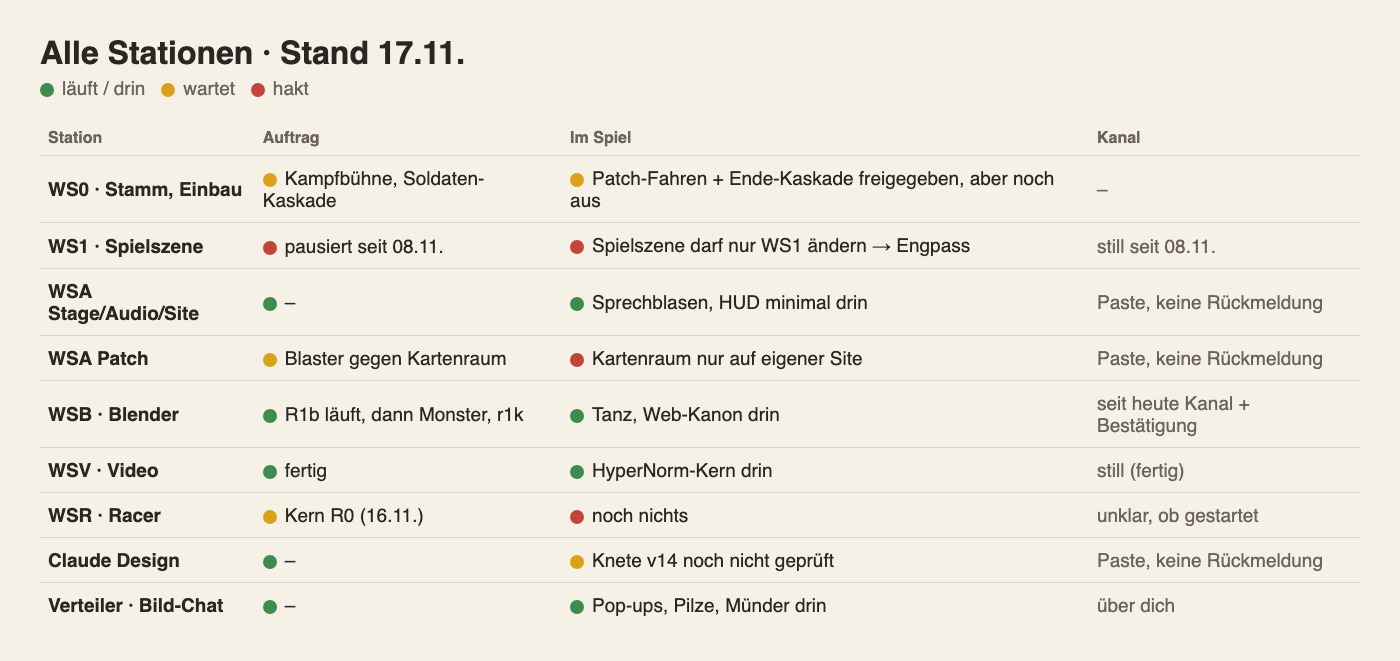 Alle Stationen · Stand 17.11.
läuft / drin wartet hakt
Station Auftrag Im Spiel Kanal
WS0 · Stamm, Einbau Kampfbühne, Soldaten-
Kaskade Patch-Fahren + Ende-Kaskade freigegeben, aber noch
aus –
WS1 · Spielszene pausiert seit 08.11. Spielszene darf nur WS1 ändern → Engpass still seit 08.11.
WSA
Stage/Audio/Site – Sprechblasen, HUD minimal drin Paste, keine Rückmeldung
WSA Patch Blaster gegen Kartenraum Kartenraum nur auf eigener Site Paste, keine Rückmeldung
WSB · Blender R1b läuft, dann Monster, r1k Tanz, Web-Kanon drin seit heute Kanal +
Bestätigung
WSV · Video fertig HyperNorm-Kern drin still (fertig)
WSR · Racer Kern R0 (16.11.) noch nichts unklar, ob gestartet
Claude Design – Knete v14 noch nicht geprüft Paste, keine Rückmeldung
Verteiler · Bild-Chat – Pop-ups, Pilze, Münder drin über dich